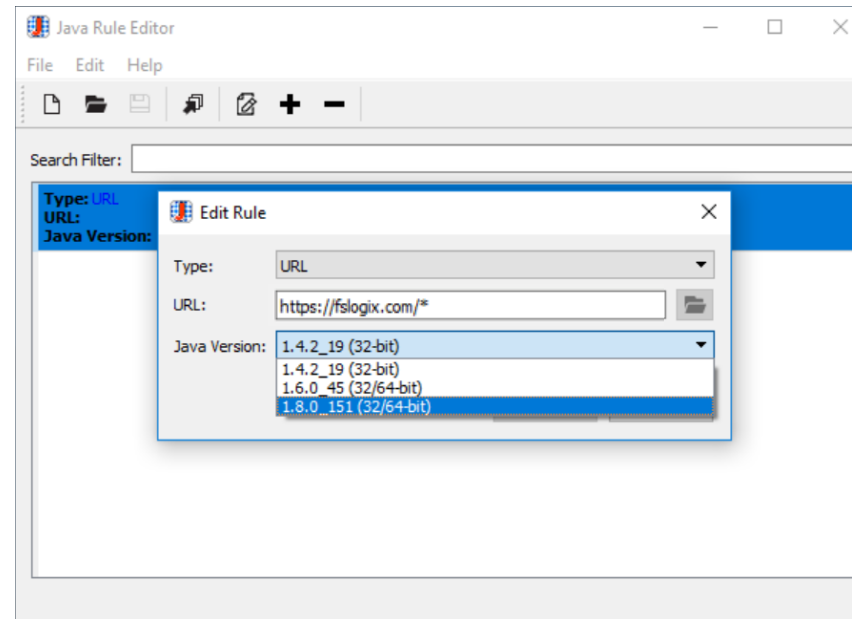 Java Rule Editor
File Edit Help
Search Filter:
Type: URL
URL:
Java Version:
Edit Rule
Type: URL
URL: https://fslogix.com/*
Java Version: 1.4.2_19 (32-bit)
1.4.2_19 (32-bit)
1.6.0_45 (32/64-bit)
1.8.0_151 (32/64-bit)